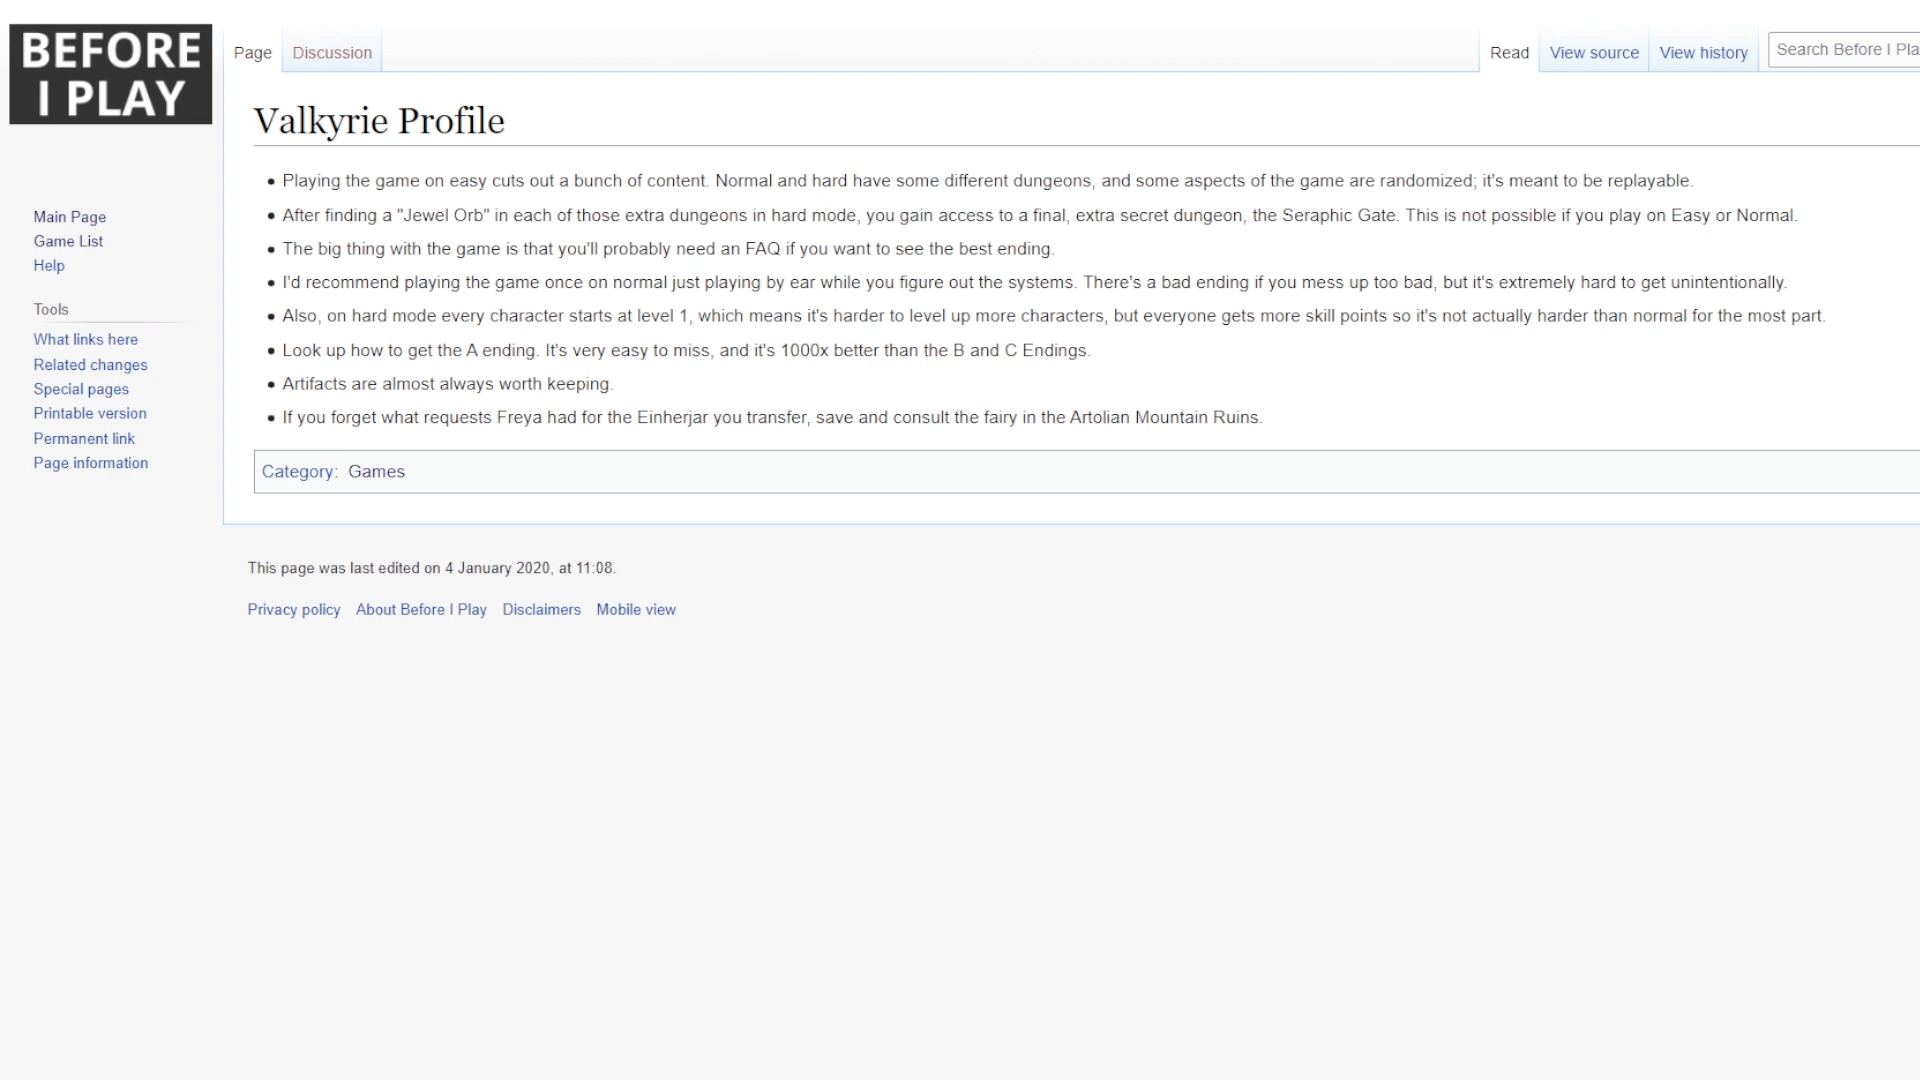 BEFORE
I PLAY
Page
Discussion
Read
View source
View history
Search Before I Pla
Valkyrie Profile
Playing the game on easy cuts out a bunch of content. Normal and hard have some different dungeons, and some aspects of the game are randomized; it's meant to be replayable.
After finding a "Jewel Orb" in each of those extra dungeons in hard mode, you gain access to a final, extra secret dungeon, the Seraphic Gate. This is not possible if you play on Easy or Normal.
The big thing with the game is that you'll probably need an FAQ if you want to see the best ending.
I'd recommend playing the game once on normal just playing by ear while you figure out the systems. There's a bad ending if you mess up too bad, but it's extremely hard to get unintentionally.
Also, on hard mode every character starts at level 1, which means it's harder to level up more characters, but everyone gets more skill points so it's not actually harder than normal for the most part.
Look up how to get the A ending. It's very easy to miss, and it's 1000x better than the B and C Endings.
Artifacts are almost always worth keeping.
If you forget what requests Freya had for the Einherjar you transfer, save and consult the fairy in the Artolian Mountain Ruins.
Category: Games
Main Page
Game List
Help
Tools
What links here
Related changes
Special pages
Printable version
Permanent link
Page information
This page was last edited on 4 January 2020, at 11:08.
Privacy policy About Before I Play Disclaimers Mobile view